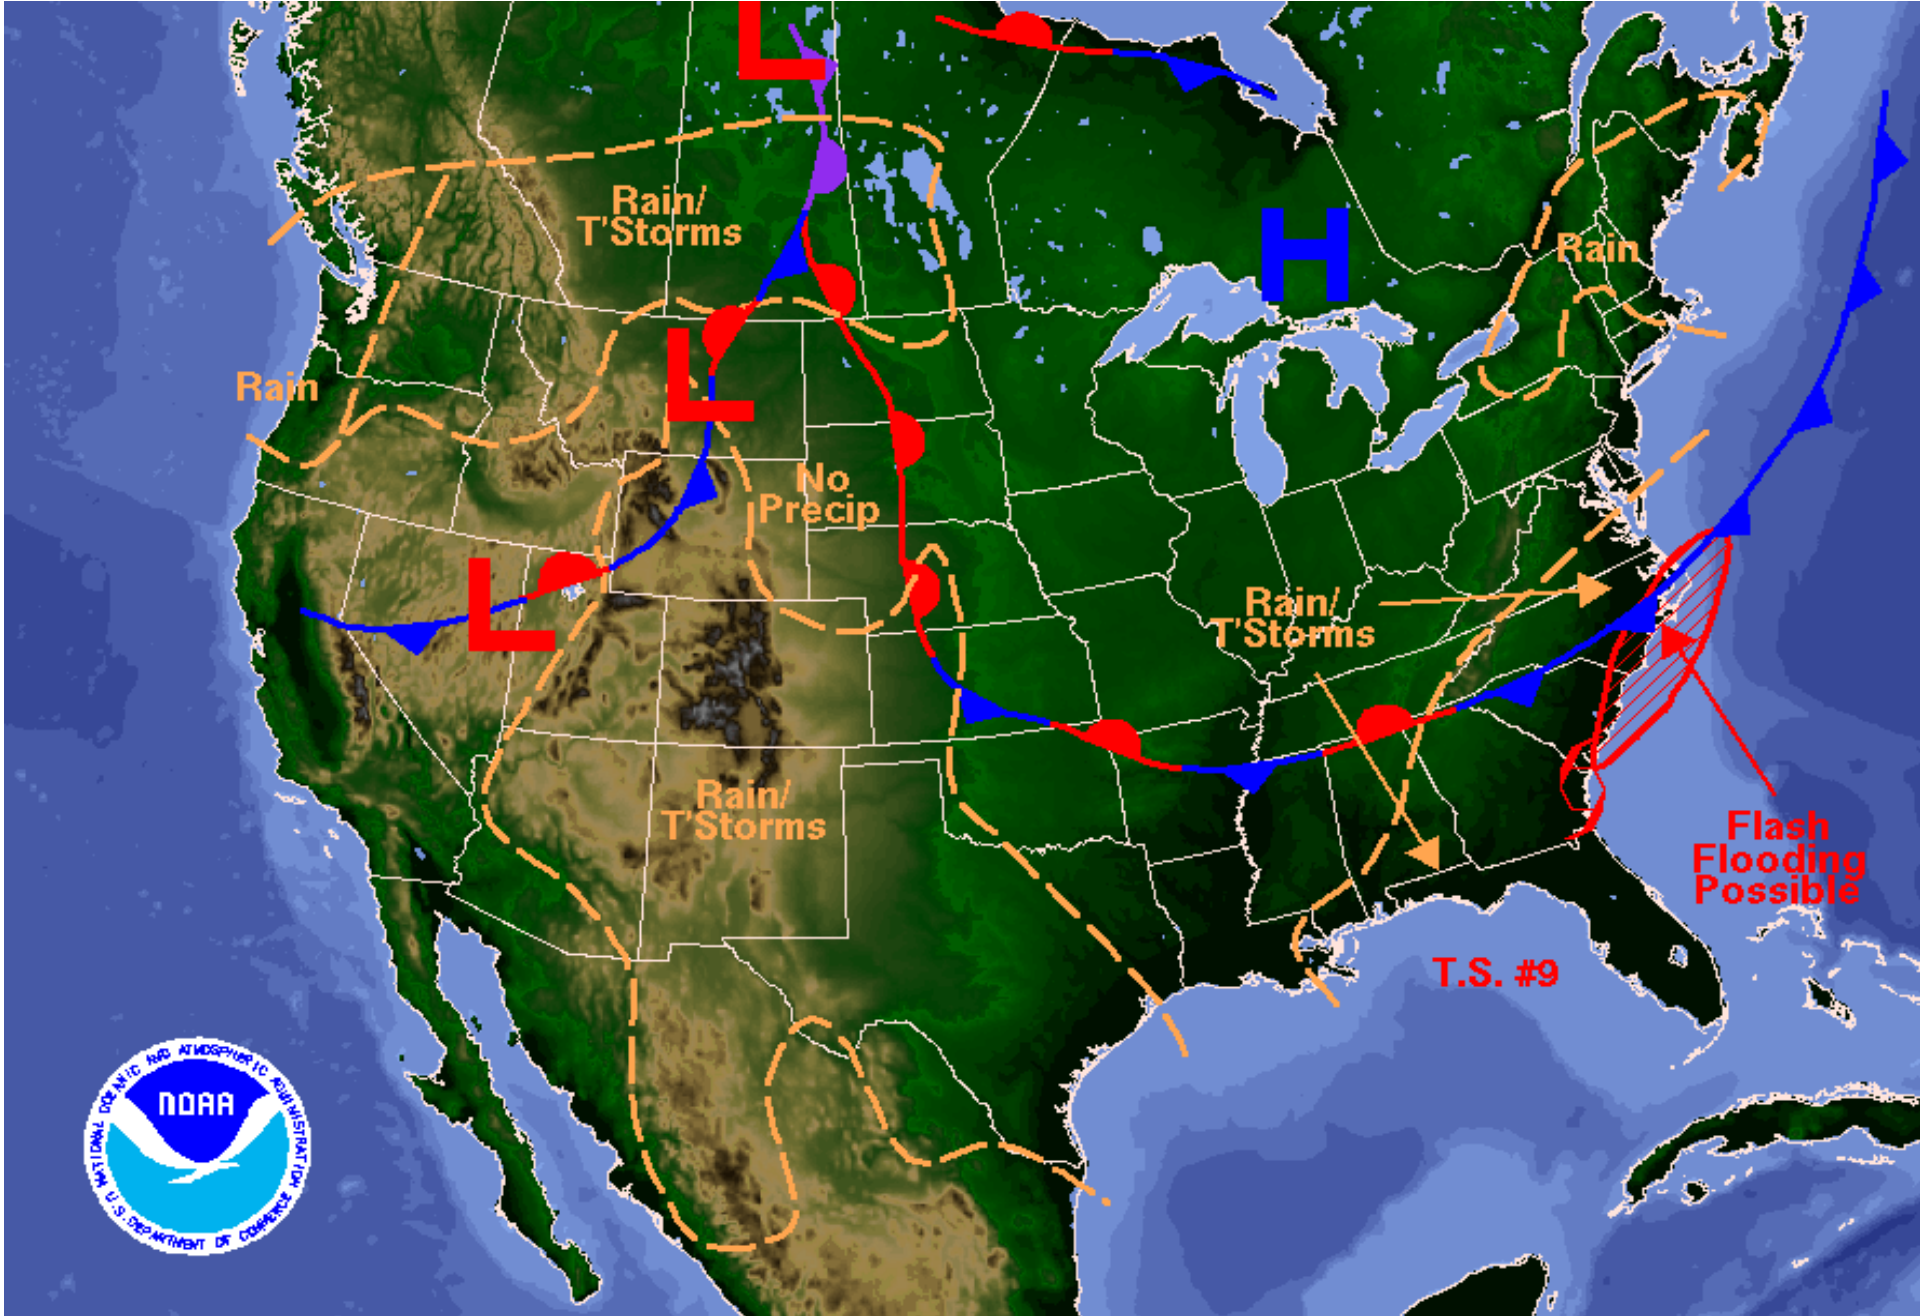 L
Rain/
T'Storms
H
Rain
L
Rain
No
Precip
L
Rain/
T'Storms
Rain/
T'Storms
Flash
Flooding
Possible
T.S. #9
NOAA
NATIONAL OCEANIC AND ATMOSPHERIC ADMINISTRATION
U.S. DEPARTMENT OF COMMERCE